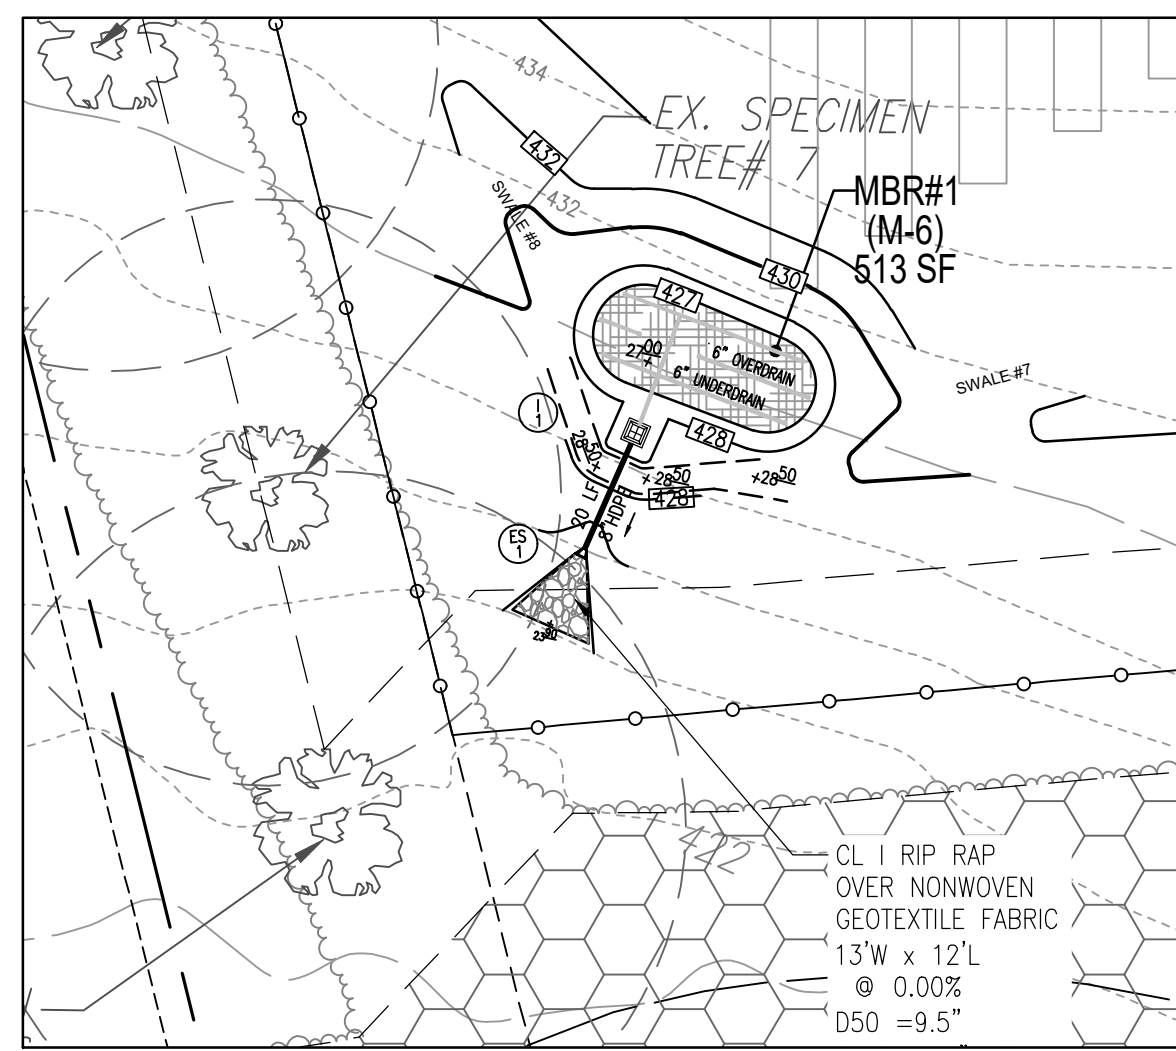 434
EX. SPECIMEN
TREE# 7
432
MBR#1
(M-6)
513 SF
SWALE #8
432
430
427
27 00
6" OVERDRAIN
6" UNDERDRAIN
SWALE #7
I
1
428
28 50
28 50
28 50
428
20 LF
8" HDPE
ES
1
23 90
422
CL I RIP RAP
OVER NONWOVEN
GEOTEXTILE FABRIC
13'W x 12'L
@ 0.00%
D50 =9.5"